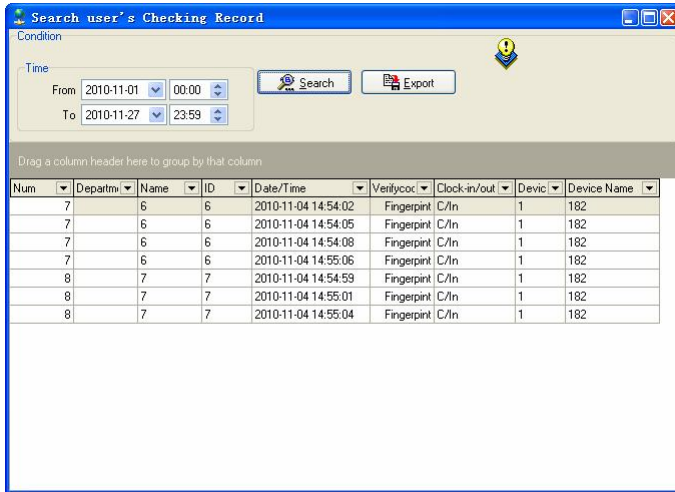 Search user's Checking Record
Condition
Time
From 2010-11-01 00:00
To 2010-11-27 23:59
Search
Export
Drag a column header here to group by that column
Num Departme Name ID Date/Time Verifycoc Clock-in/out Devic Device Name
7 6 6 2010-11-04 14:54:02 Fingerpint C/In 1 182
7 6 6 2010-11-04 14:54:05 Fingerpint C/In 1 182
7 6 6 2010-11-04 14:54:08 Fingerpint C/In 1 182
7 6 6 2010-11-04 14:55:06 Fingerpint C/In 1 182
8 7 7 2010-11-04 14:54:59 Fingerpint C/In 1 182
8 7 7 2010-11-04 14:55:01 Fingerpint C/In 1 182
8 7 7 2010-11-04 14:55:04 Fingerpint C/In 1 182